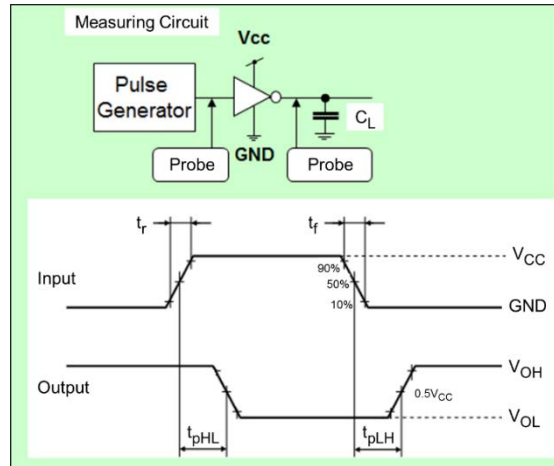 Measuring Circuit
Vcc
Pulse
Generator
CL
GND
Probe
Probe
tr
tf
VCC
90%
Input
50%
10%
GND
VOH
Output
0.5VCC
VOL
tpHL
tpLH